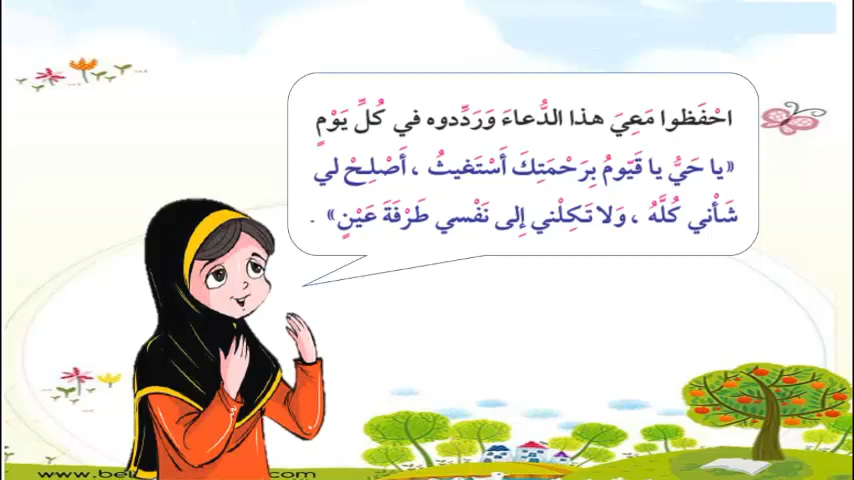 احْفَظوا مَعِيَ هذا الدُّعاءَ وَرَدِّدوه في كُلِّ يَوْمٍ
«يا حَيُّ يا قَيّومُ بِرَحْمَتِكَ أَسْتَغيثُ ، أَصْلِحْ لي
شَأْني كُلَّهُ ، وَلا تَكِلْني إِلى نَفْسي طَرْفَةَ عَيْنٍ» .